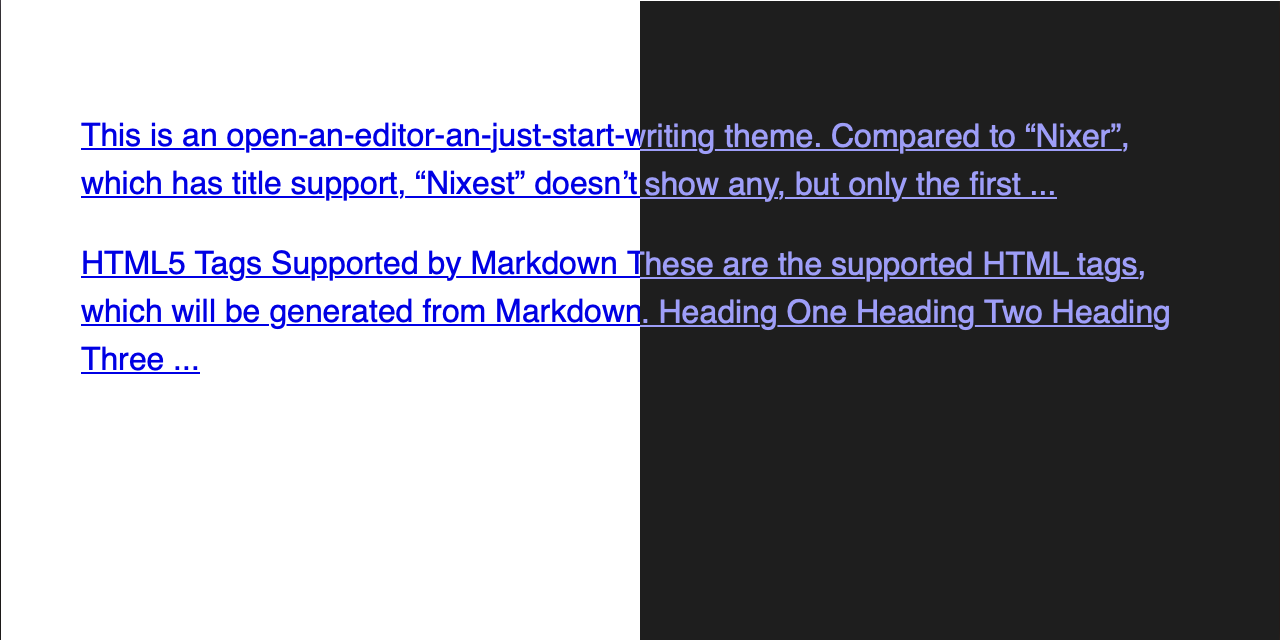 This is an open-an-editor-an-just-start-writing theme. Compared to “Nixer”,
which has title support, “Nixest” doesn’t show any, but only the first ...
HTML5 Tags Supported by Markdown These are the supported HTML tags,
which will be generated from Markdown. Heading One Heading Two Heading
Three ...